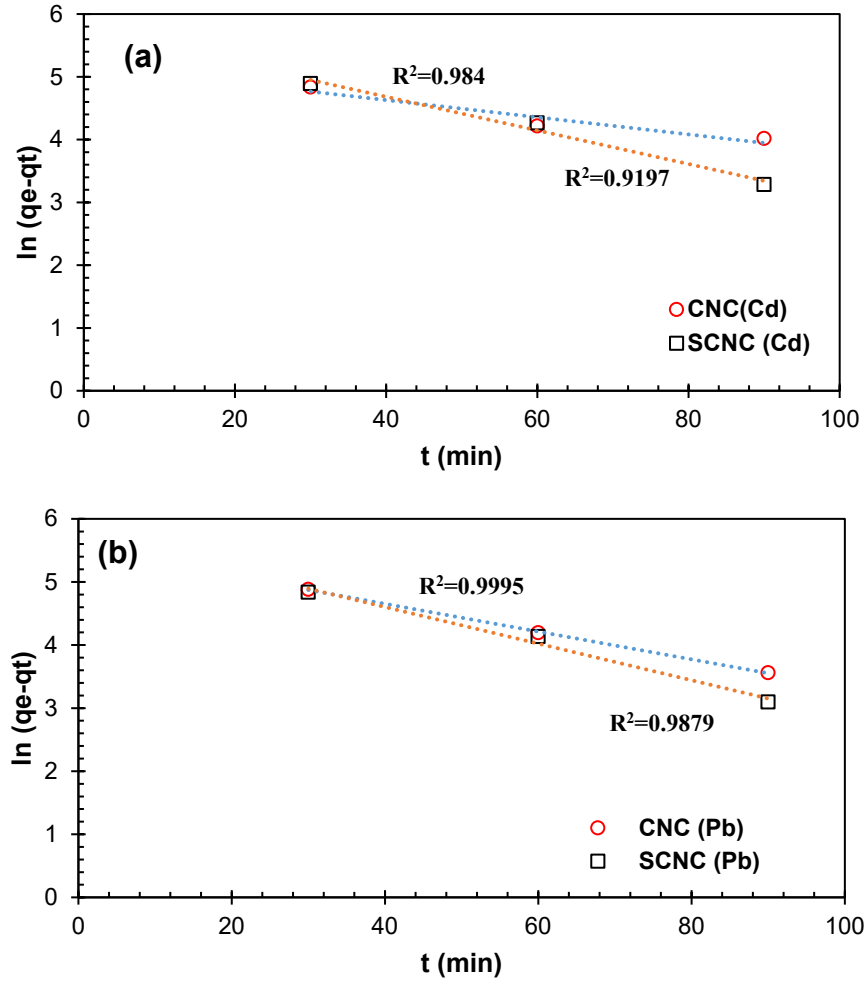 (a)
6
5
4
3
2
1
0
ln (qe-qt)
R²=0.984
R²=0.9197
CNC(Cd)
SCNC (Cd)
0 20 40 60 80 100
t (min)
(b)
6
5
4
3
2
1
0
ln (qe-qt)
R²=0.9995
R²=0.9879
CNC (Pb)
SCNC (Pb)
0 20 40 60 80 100
t (min)